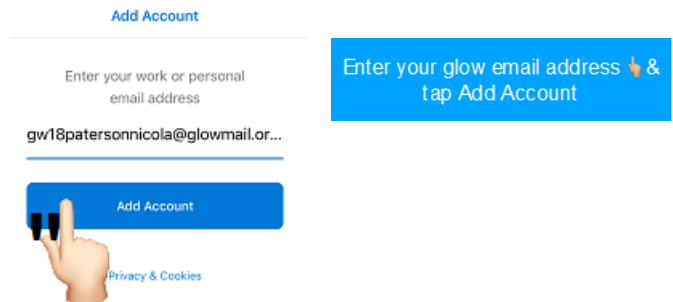 Add Account
Enter your work or personal
email address
gw18patersonnicola@glowmail.or...
Add Account
Privacy & Cookies
Enter your glow email address👆🏼&
tap Add Account